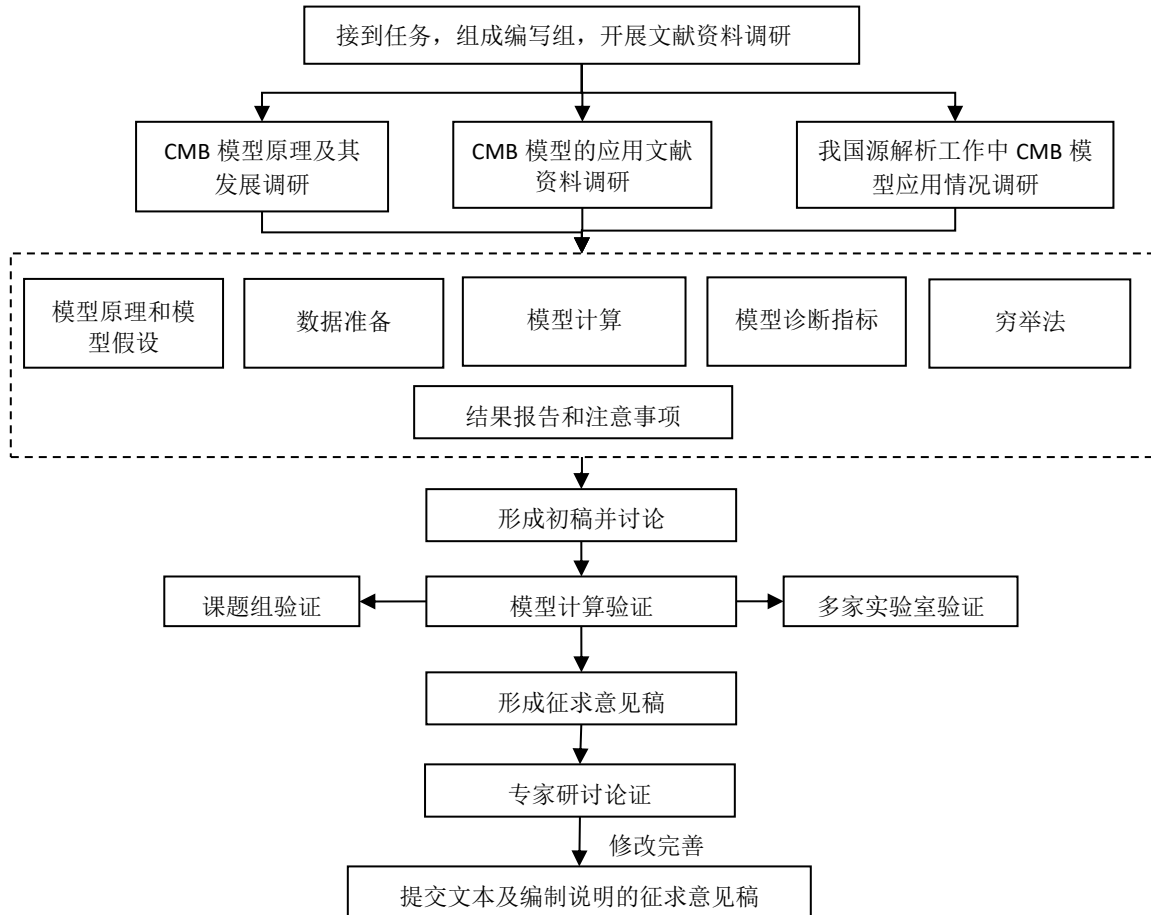 接到任务，组成编写组，开展文献资料调研
CMB 模型原理及其
发展调研
CMB 模型的应用文献
资料调研
我国源解析工作中 CMB 模
型应用情况调研
模型原理和模
型假设
数据准备
模型计算
模型诊断指标
穷举法
结果报告和注意事项
形成初稿并讨论
课题组验证
模型计算验证
多家实验室验证
形成征求意见稿
专家研讨论证
修改完善
提交文本及编制说明的征求意见稿